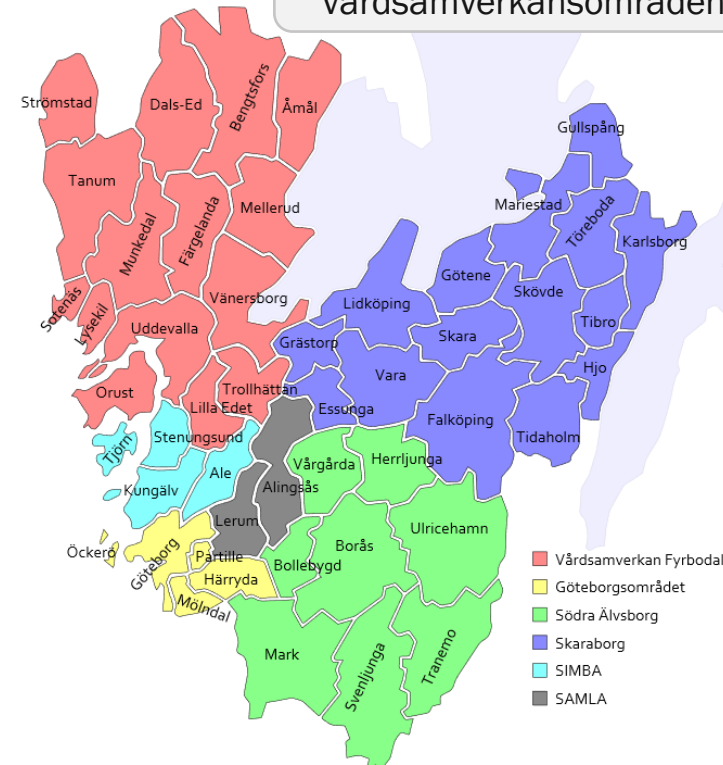 Vårdsamverkansområden
Gullspång
Strömstad
Dals-Ed
Bengtsfors
Åmål
Tanum
Mariestad
Mellerud
Töreboda
Färgelanda
Munkedal
Karlsborg
Götene
Skövde
Vänersborg
Lidköping
Sotenäs
Lysekil
Uddevalla
Tibro
Skara
Grästorp
Hjo
Vara
Orust
Trollhättan
Lilla Edet
Essunga
Falköping
Stenungsund
Tidaholm
Tjörn
Herrljunga
Vårgårda
Ale
Kungälv
Alingsås
Lerum
Ulricehamn
Öckerö
Göteborg
Partille
Borås
Bollebygd
Härryda
Mölndal
Mark
Svenljunga
Tranemo
Vårdsamverkan Fyrbodal
Göteborgsområdet
Södra Älvsborg
Skaraborg
SIMBA
SAMLA